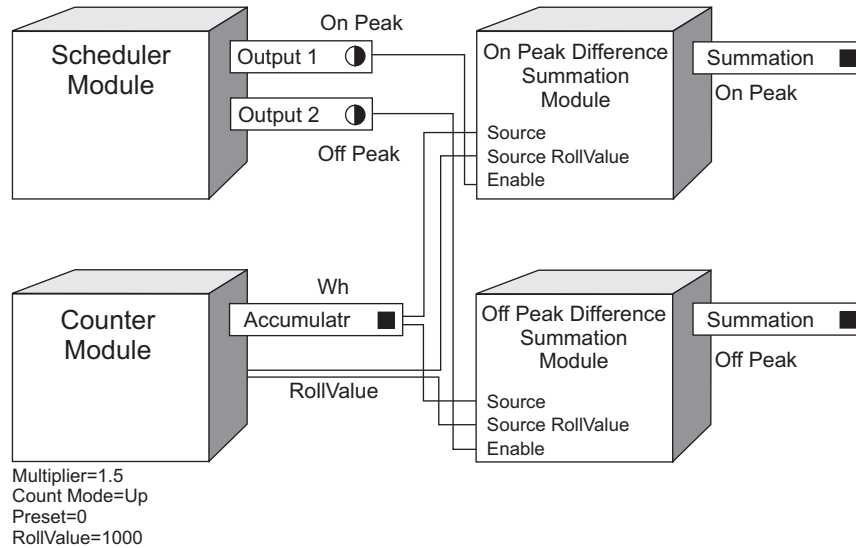 On Peak
Scheduler
Module
Output 1
Output 2
Off Peak
On Peak Difference
Summation
Module
Source
Source RollValue
Enable
Summation
On Peak
Counter
Module
Wh
Accumulatr
RollValue
Multiplier=1.5
Count Mode=Up
Preset=0
RollValue=1000
Off Peak Difference
Summation
Module
Source
Source RollValue
Enable
Summation
Off Peak